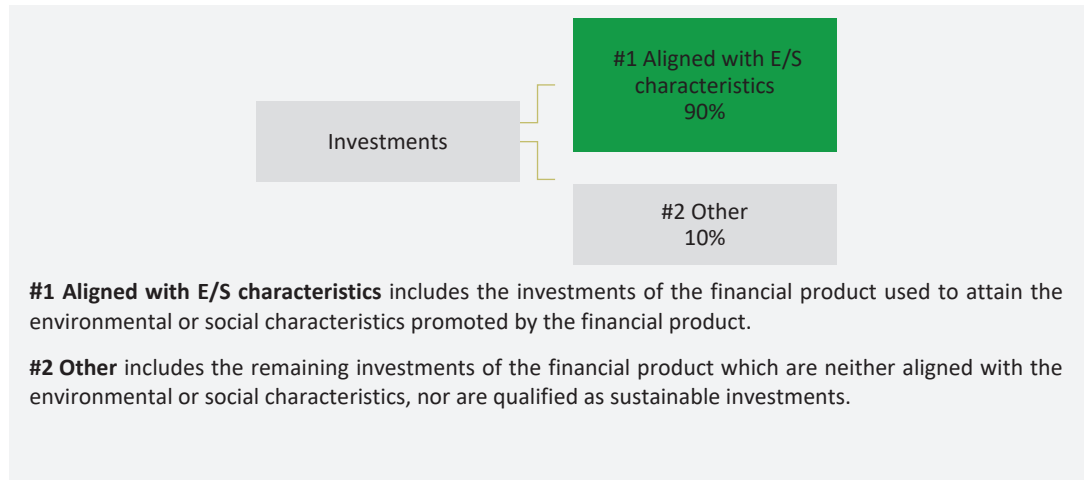 #1 Aligned with E/S
characteristics
90%
Investments
#2 Other
10%
#1 Aligned with E/S characteristics includes the investments of the financial product used to attain the
environmental or social characteristics promoted by the financial product.
#2 Other includes the remaining investments of the financial product which are neither aligned with the
environmental or social characteristics, nor are qualified as sustainable investments.